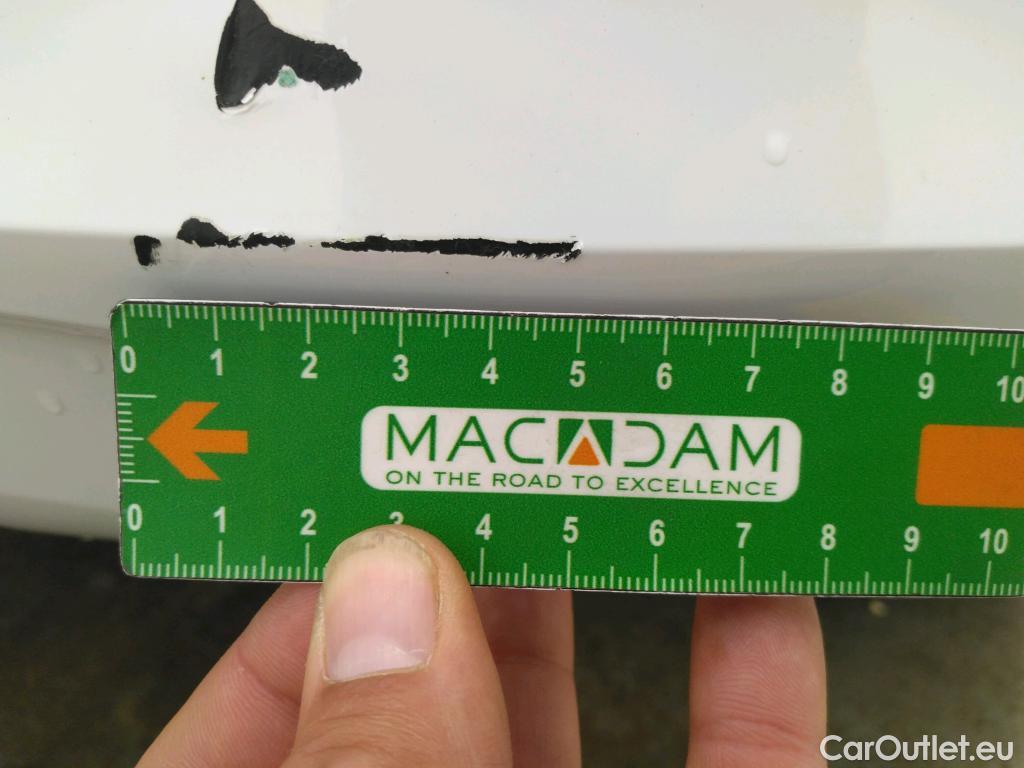 0 1 2 3 4 5 6 7 8 9 10
MACADAM
ON THE ROAD TO EXCELLENCE
0 1 2 3 4 5 6 7 8 9 10
CarOutlet.eu